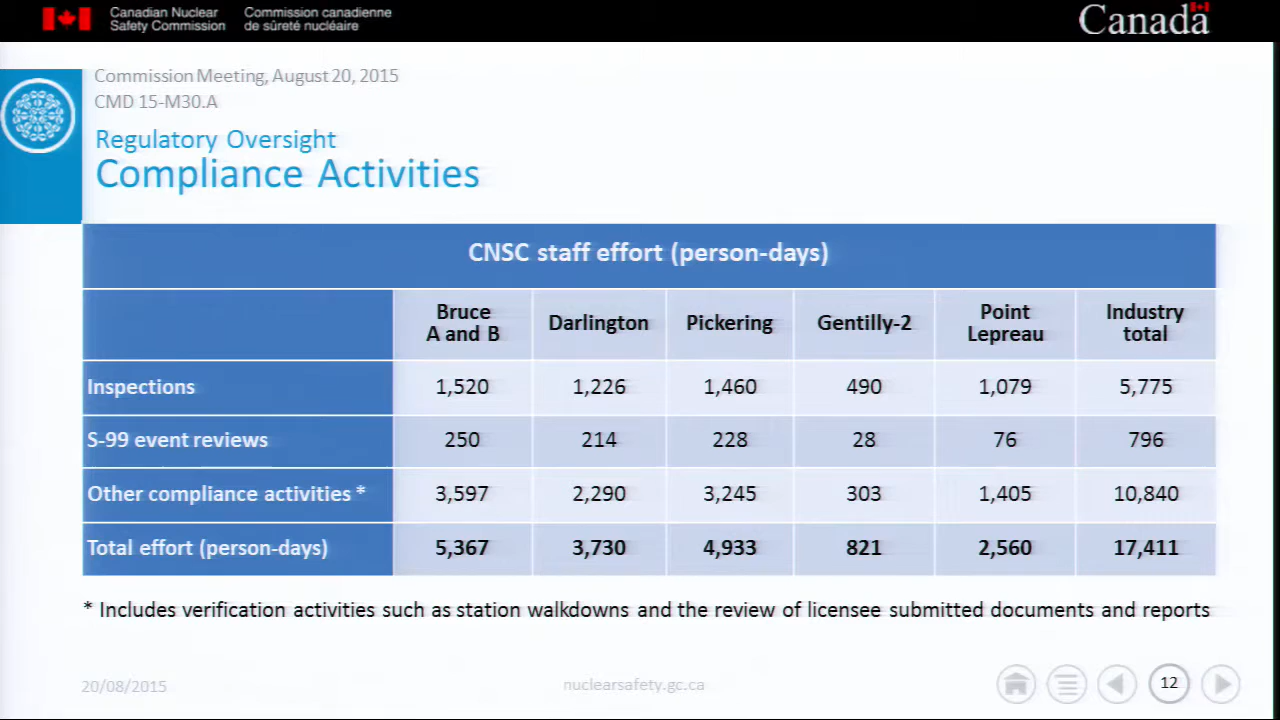 Canadian Nuclear Safety Commission
Commission canadienne de sûreté nucléaire
Canada
Commission Meeting, August 20, 2015
CMD 15-M30.A
Regulatory Oversight
Compliance Activities
CNSC staff effort (person-days)
Bruce A and B Darlington Pickering Gentilly-2 Point Lepreau Industry total
Inspections 1,520 1,226 1,460 490 1,079 5,775
S-99 event reviews 250 214 228 28 76 796
Other compliance activities * 3,597 2,290 3,245 303 1,405 10,840
Total effort (person-days) 5,367 3,730 4,933 821 2,560 17,411
* Includes verification activities such as station walkdowns and the review of licensee submitted documents and reports
20/08/2015 nuclearsafety.gc.ca 12